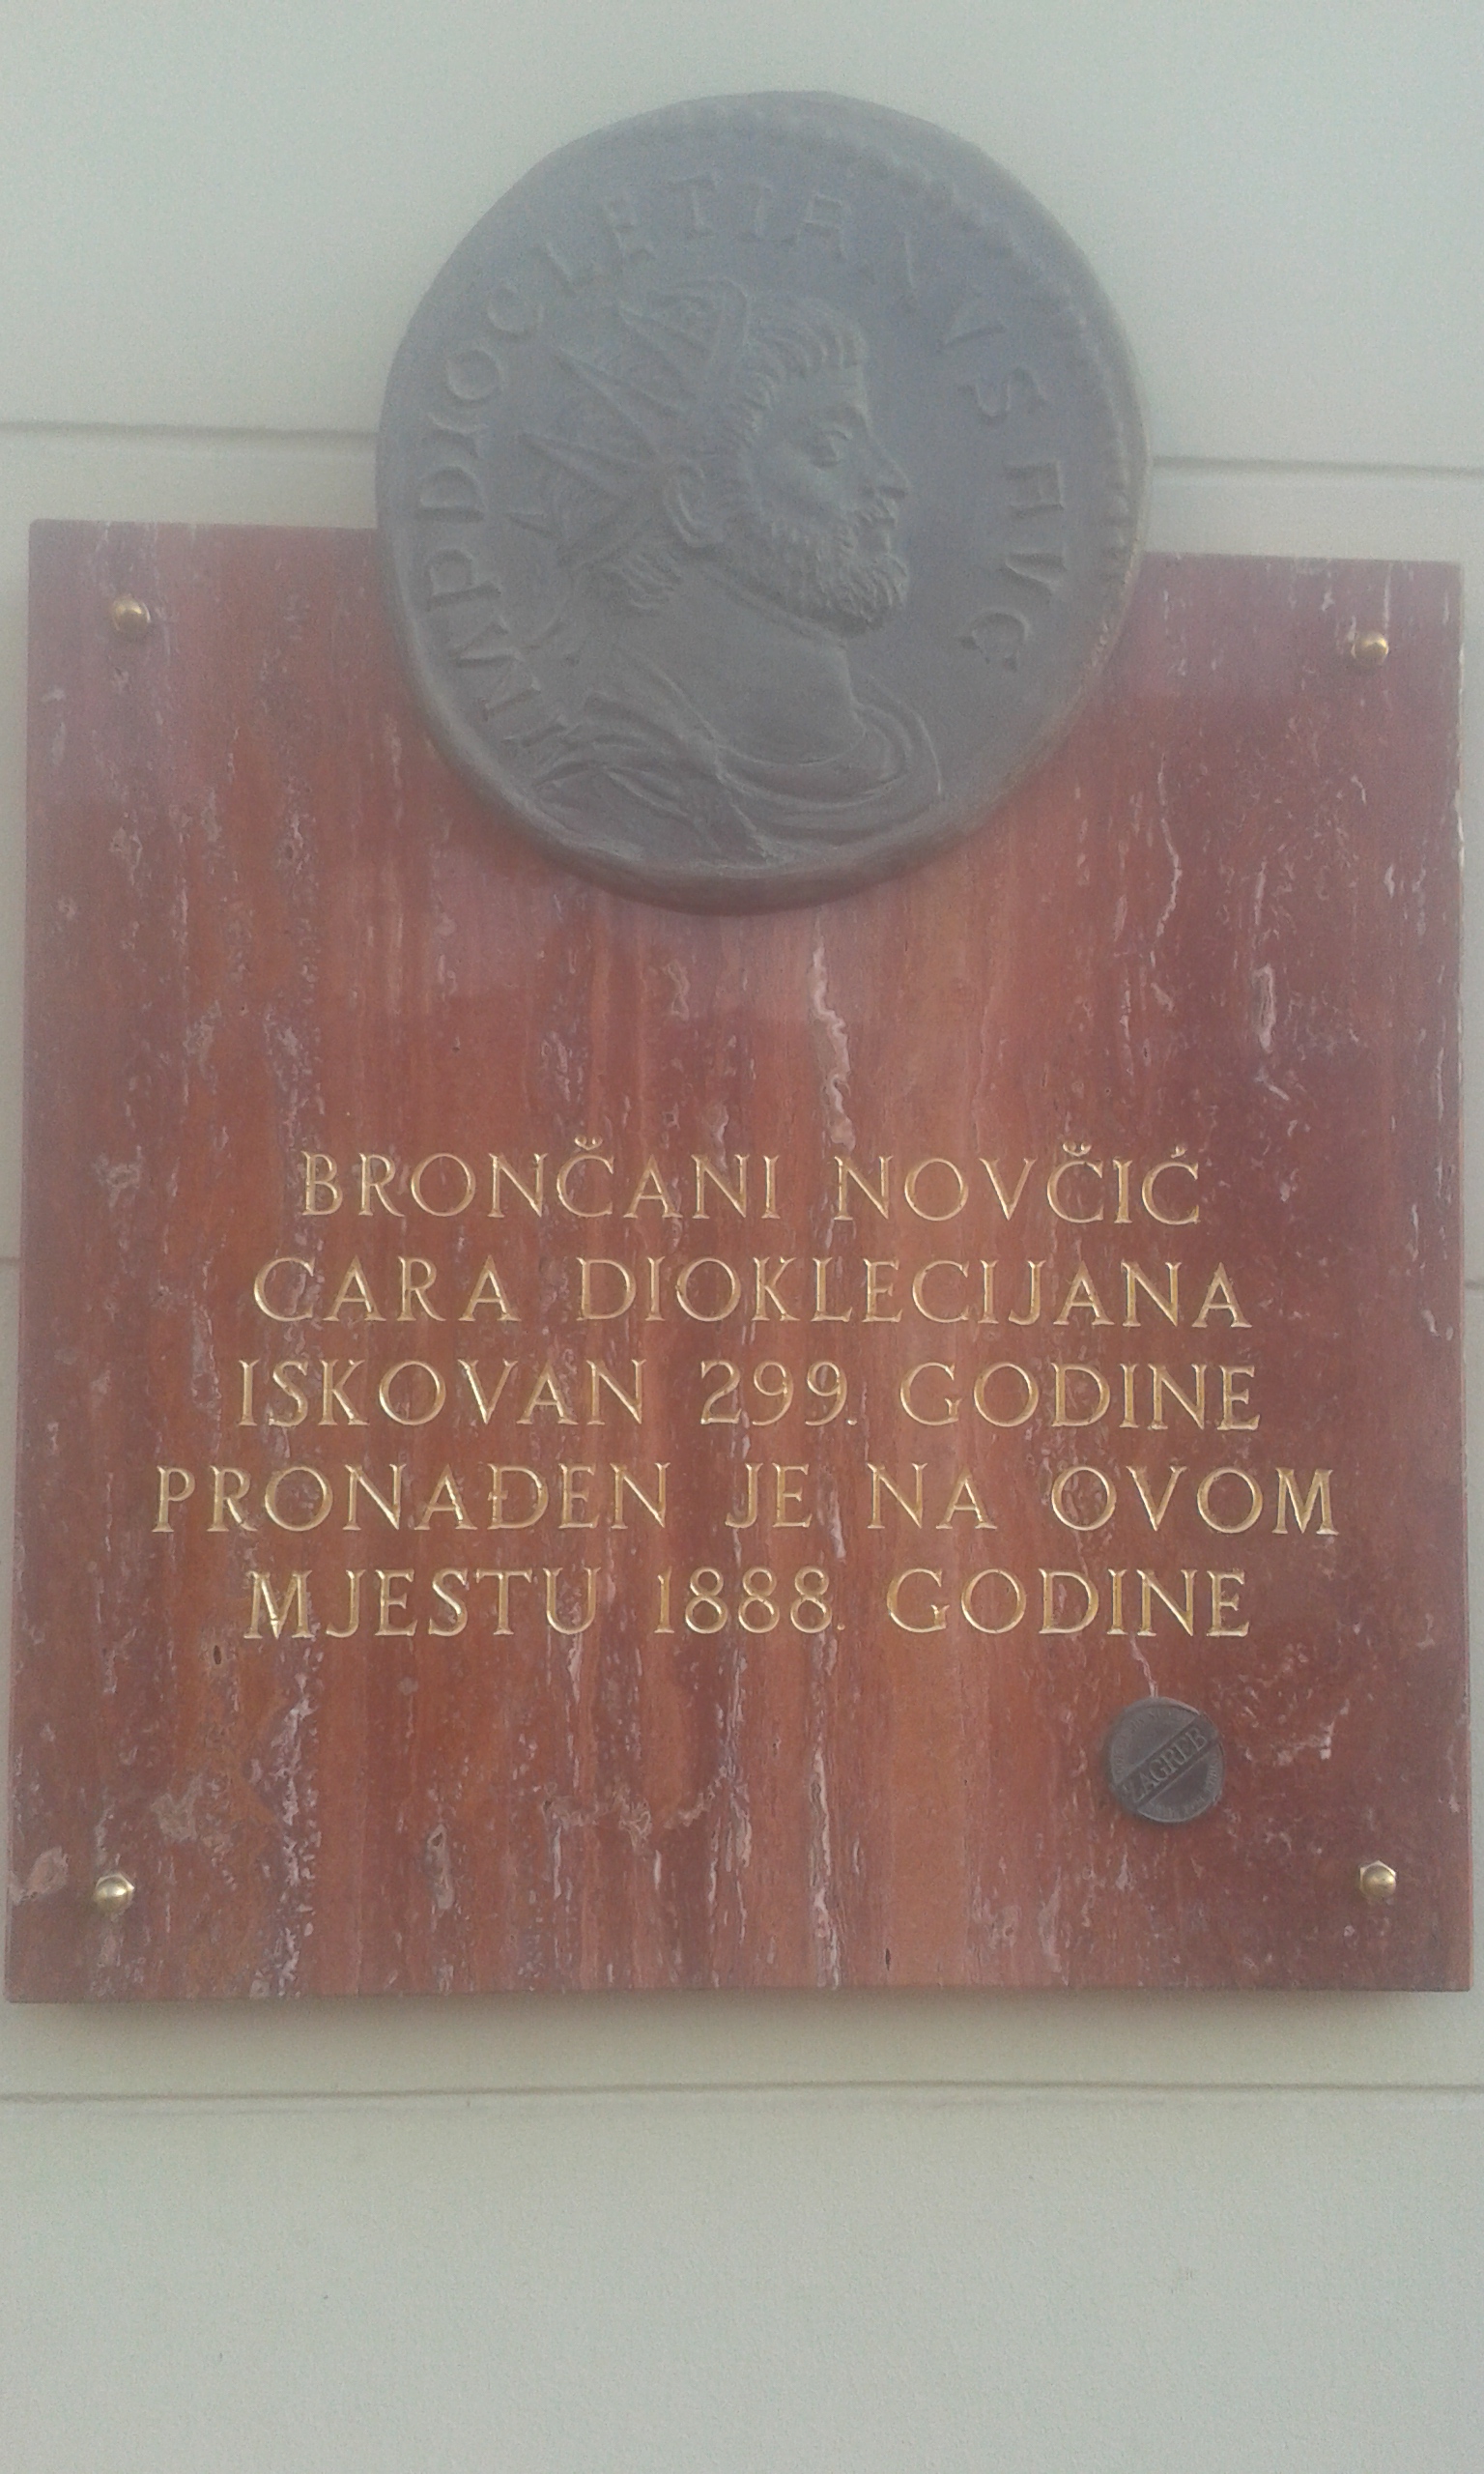 IMP DIOCLETIANVS AVG
BRONČANI NOVČIĆ
CARA DIOKLECIJANA
ISKOVAN 299. GODINE
PRONAĐEN JE NA OVOM
MJESTU 1888. GODINE
ZAGREB